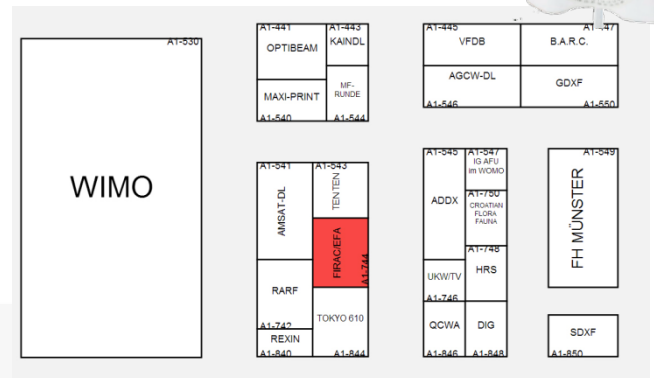 A1-530
WIMO
A1-441
OPTIBEAM
A1-443
KAINDL
MAXI-PRINT
A1-540
MF-
RUNDE
A1-544
A1-445
VFDB
B.A.R.C.
AGCW-DL
A1-546
GDXF
A1-550
A1-541
AMSAT-DL
A1-543
TEN TEN
FIRAC/EFA
A1-744
RARF
A1-742
REXIN
A1-840
TOKYO 610
A1-844
A1-545
ADDX
A1-547
IG AFU
im WOMO
A1-750
CROATIAN
FLORA
FAUNA
A1-748
HRS
UKW/TV
A1-746
QCWA
A1-846
DIG
A1-848
A1-549
FH MÜNSTER
SDXF
A1-850